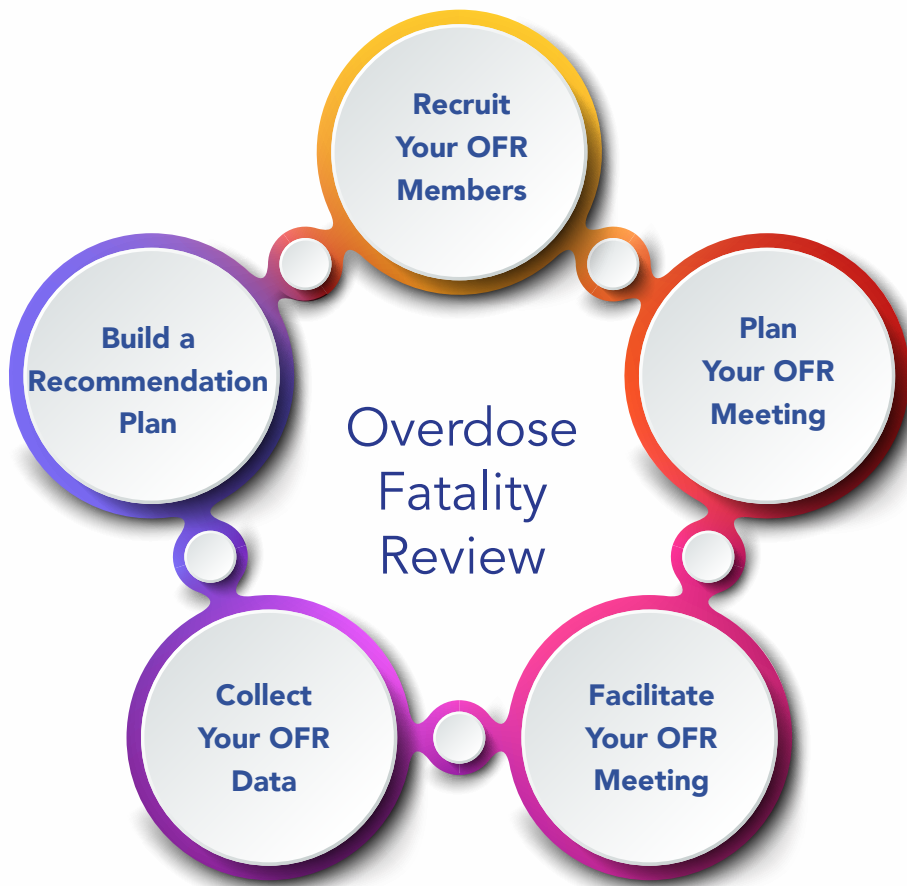 Recruit
Your OFR
Members
Plan
Your OFR
Meeting
Facilitate
Your OFR
Meeting
Collect
Your OFR
Data
Build a
Recommendation
Plan
Overdose
Fatality
Review